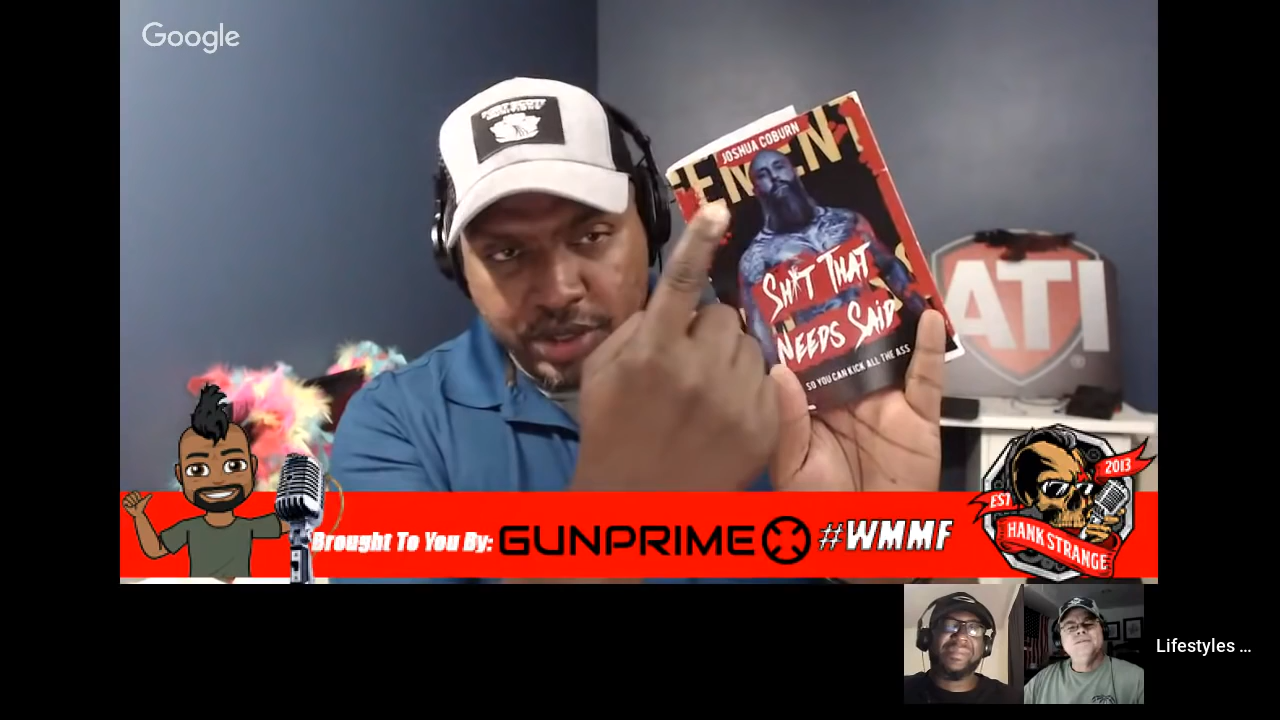 Google
JOSHUA COBURN
SH*T THAT
NEEDS SAID
SO YOU CAN KICK ALL THE ASS
ATI
®
Brought To You By:
GUNPRIME
#WMMF
EST
2013
HANK STRANGE
Lifestyles ...